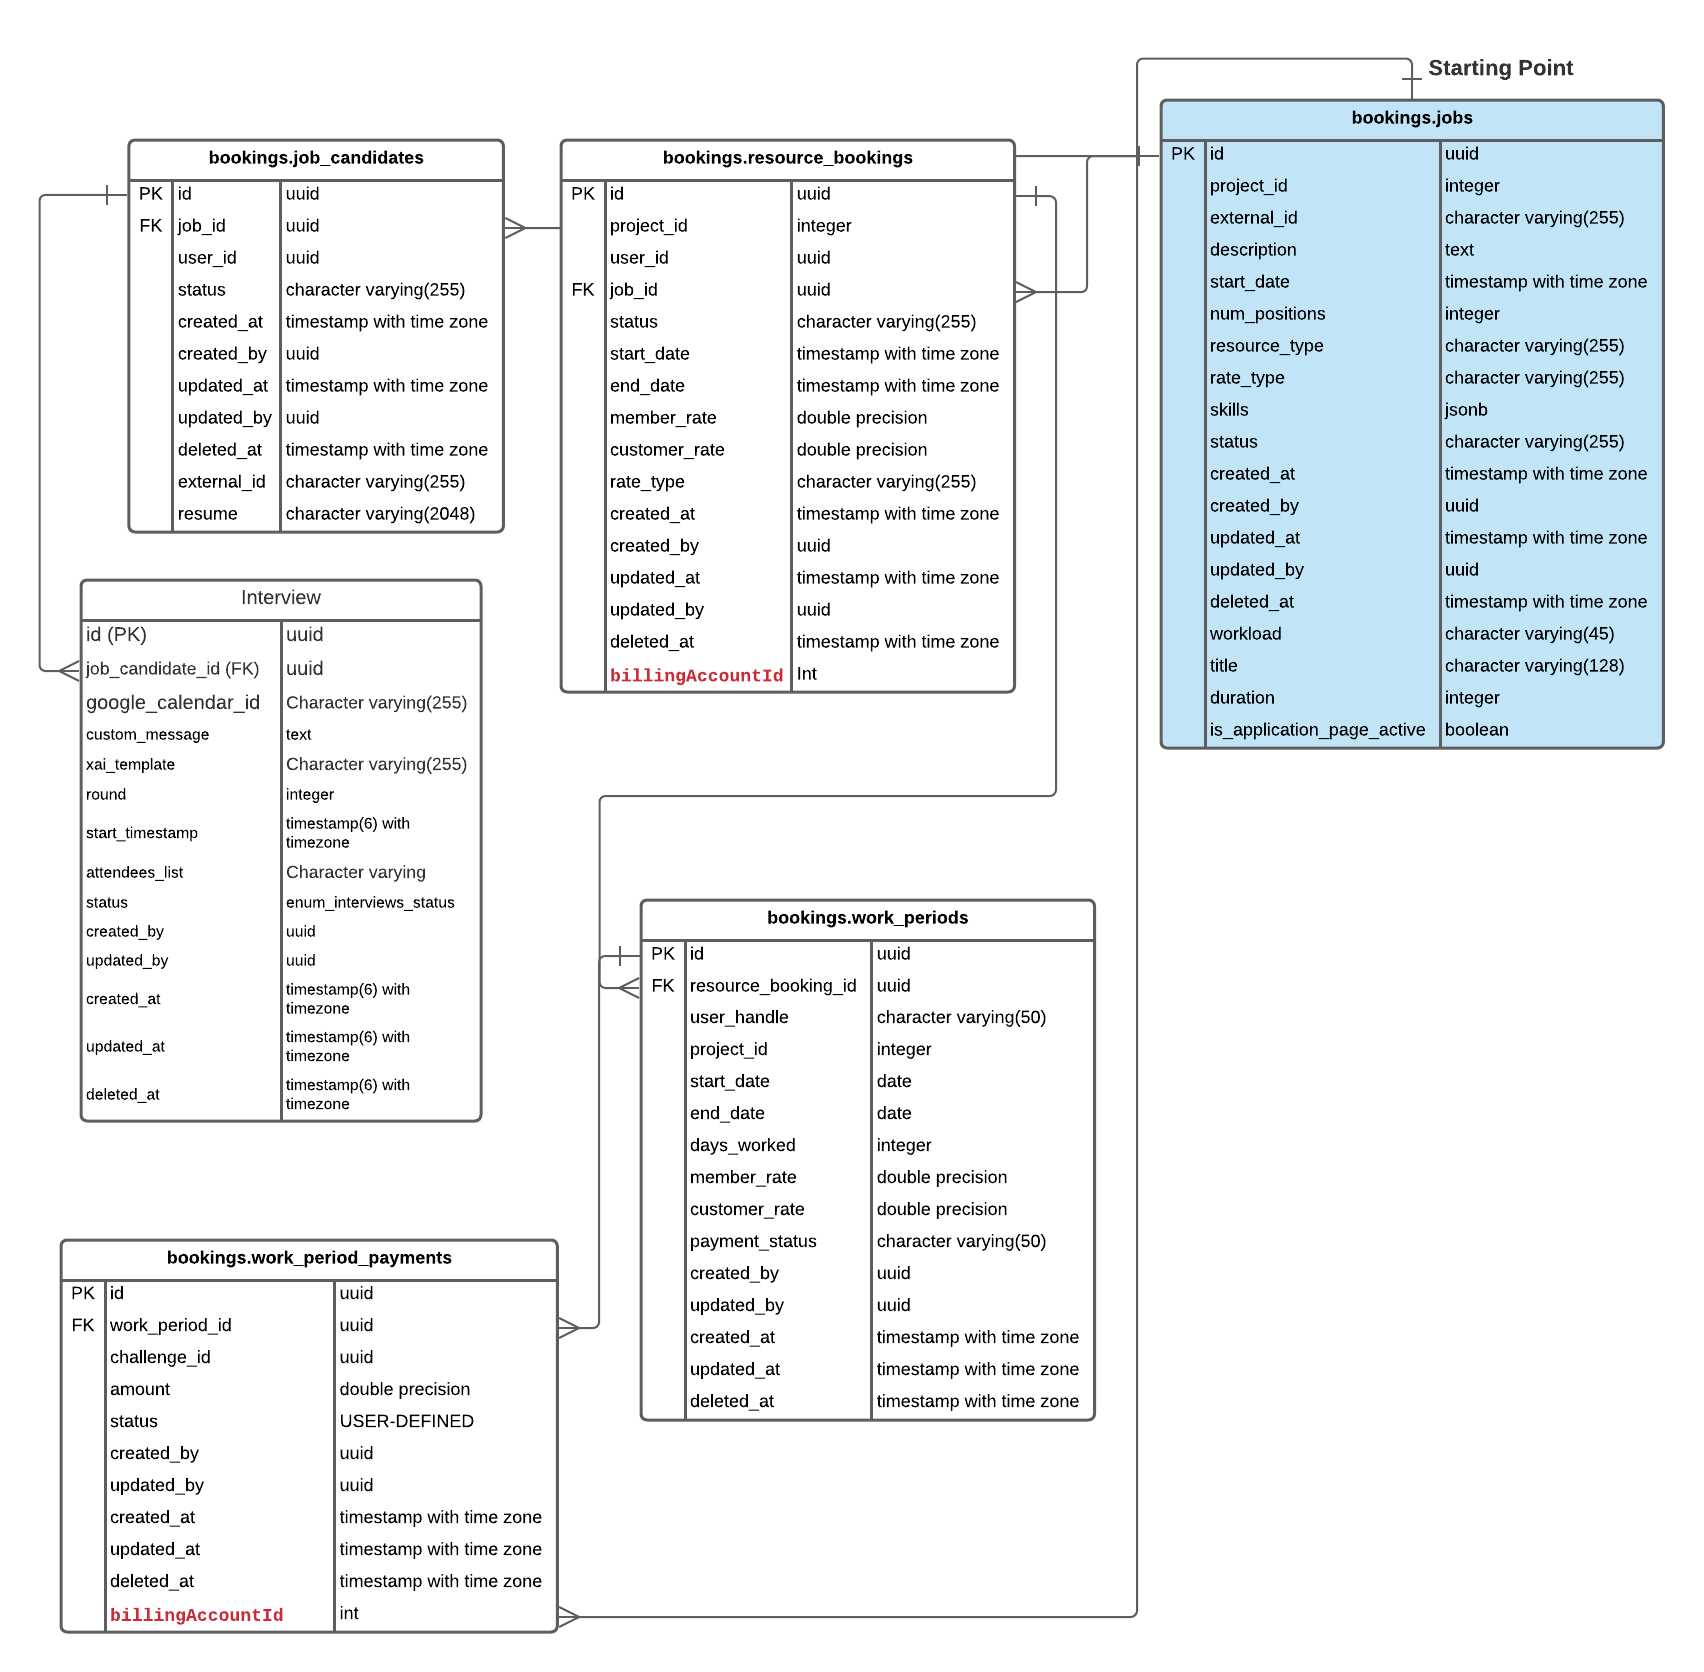 Starting Point
bookings.jobs
PK id uuid
project_id integer
external_id character varying(255)
description text
start_date timestamp with time zone
num_positions integer
resource_type character varying(255)
rate_type character varying(255)
skills jsonb
status character varying(255)
created_at timestamp with time zone
created_by uuid
updated_at timestamp with time zone
updated_by uuid
deleted_at timestamp with time zone
workload character varying(45)
title character varying(128)
duration integer
is_application_page_active boolean
bookings.job_candidates
PK id uuid
FK job_id uuid
user_id uuid
status character varying(255)
created_at timestamp with time zone
created_by uuid
updated_at timestamp with time zone
updated_by uuid
deleted_at timestamp with time zone
external_id character varying(255)
resume character varying(2048)
bookings.resource_bookings
PK id uuid
project_id integer
user_id uuid
FK job_id uuid
status character varying(255)
start_date timestamp with time zone
end_date timestamp with time zone
member_rate double precision
customer_rate double precision
rate_type character varying(255)
created_at timestamp with time zone
created_by uuid
updated_at timestamp with time zone
updated_by uuid
deleted_at timestamp with time zone
billingAccountId Int
Interview
id (PK) uuid
job_candidate_id (FK) uuid
google_calendar_id Character varying(255)
custom_message text
xai_template Character varying(255)
round integer
start_timestamp timestamp(6) with
timezone
attendees_list Character varying
status enum_interviews_status
created_by uuid
updated_by uuid
created_at timestamp(6) with
timezone
updated_at timestamp(6) with
timezone
deleted_at timestamp(6) with
timezone
bookings.work_periods
PK id uuid
FK resource_booking_id uuid
user_handle character varying(50)
project_id integer
start_date date
end_date date
days_worked integer
member_rate double precision
customer_rate double precision
payment_status character varying(50)
created_by uuid
updated_by uuid
created_at timestamp with time zone
updated_at timestamp with time zone
deleted_at timestamp with time zone
bookings.work_period_payments
PK id uuid
FK work_period_id uuid
challenge_id uuid
amount double precision
status USER-DEFINED
created_by uuid
updated_by uuid
created_at timestamp with time zone
updated_at timestamp with time zone
deleted_at timestamp with time zone
billingAccountId int